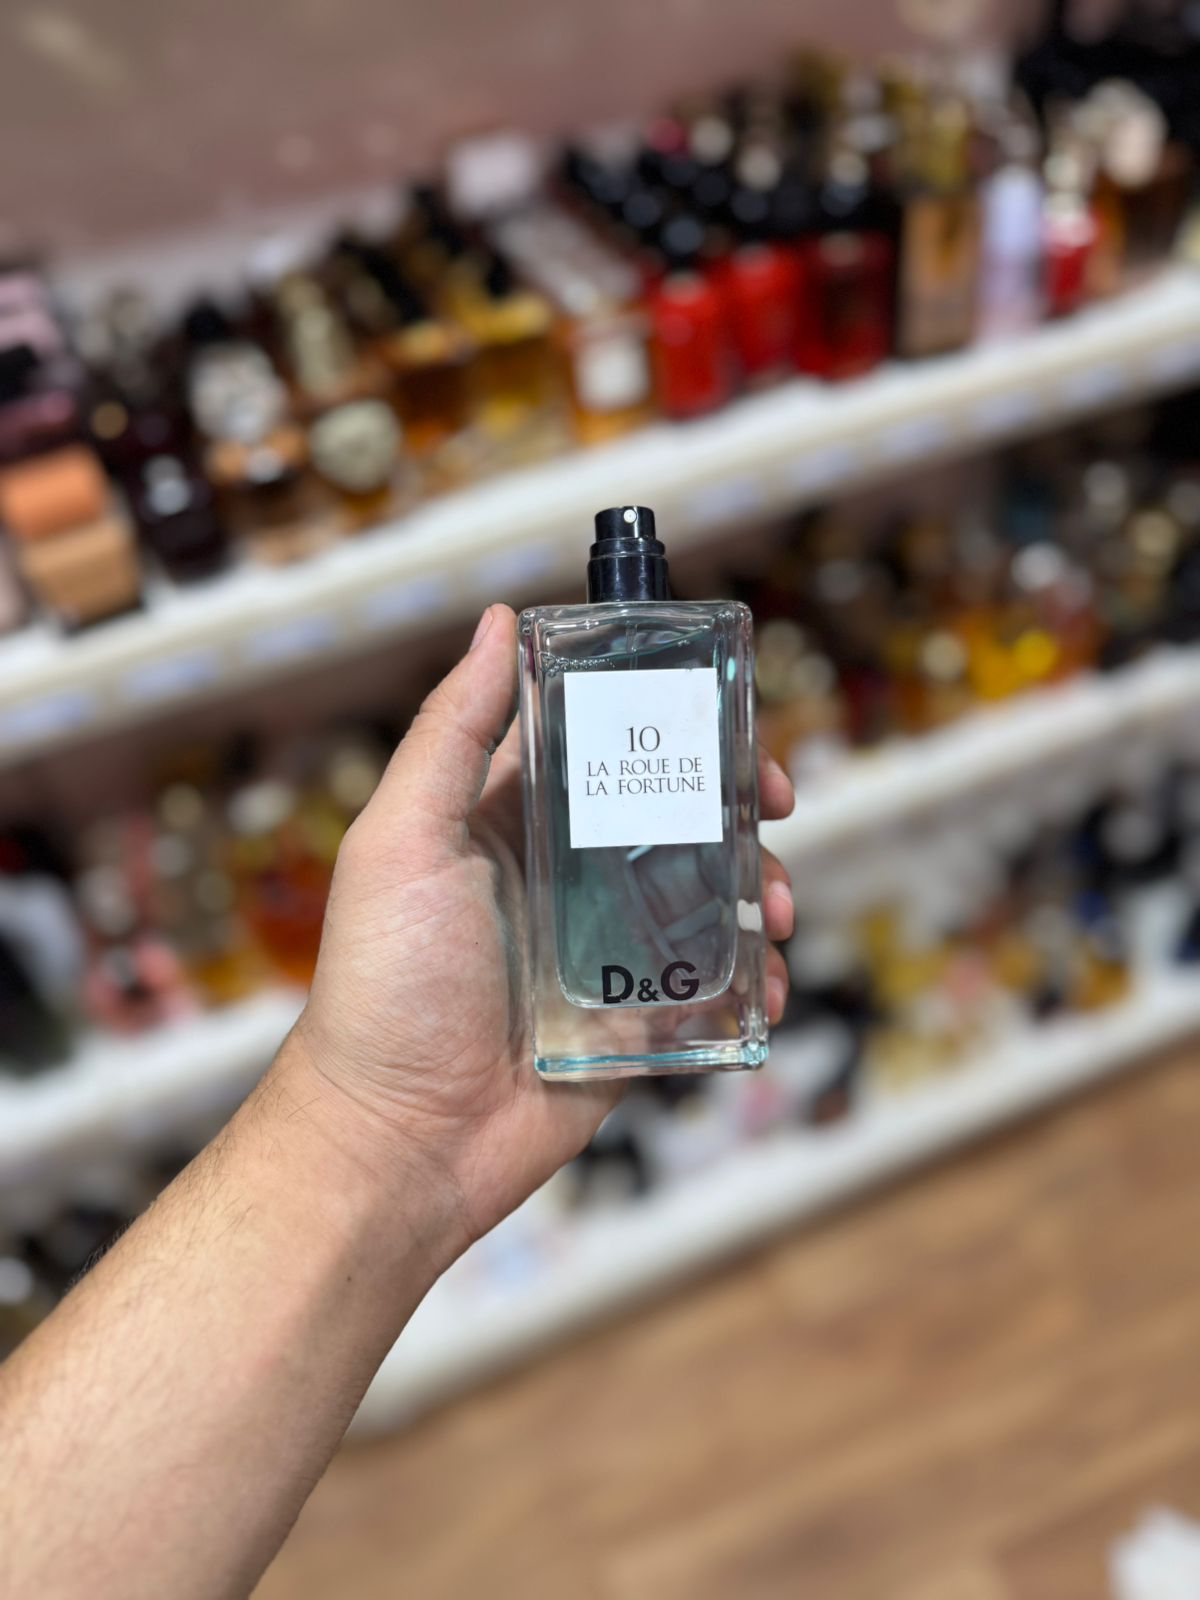 10
LA ROUE DE
LA FORTUNE
D&G